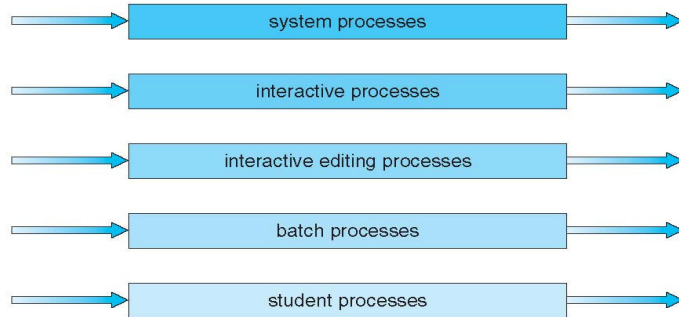 system processes
interactive processes
interactive editing processes
batch processes
student processes